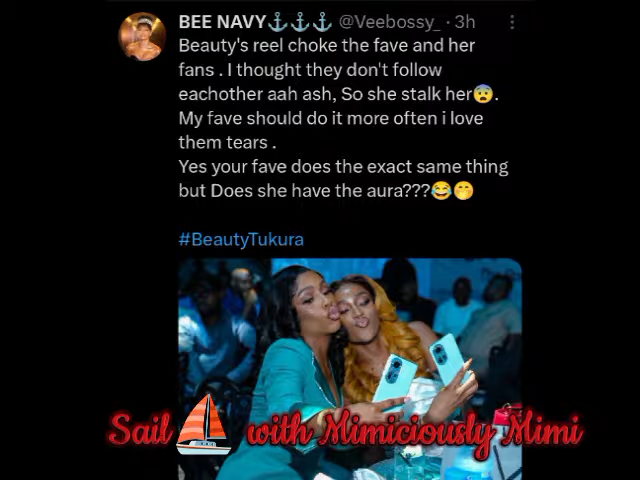 BEE NAVY⚓⚓⚓ @Veebossy_ · 3h
Beauty's reel choke the fave and her
fans . I thought they don't follow
eachother aah ash, So she stalk her😨.
My fave should do it more often i love
them tears .
Yes your fave does the exact same thing
but Does she have the aura???😂🤭
#BeautyTukura
Sail⛵ with Mimiciously Mimi